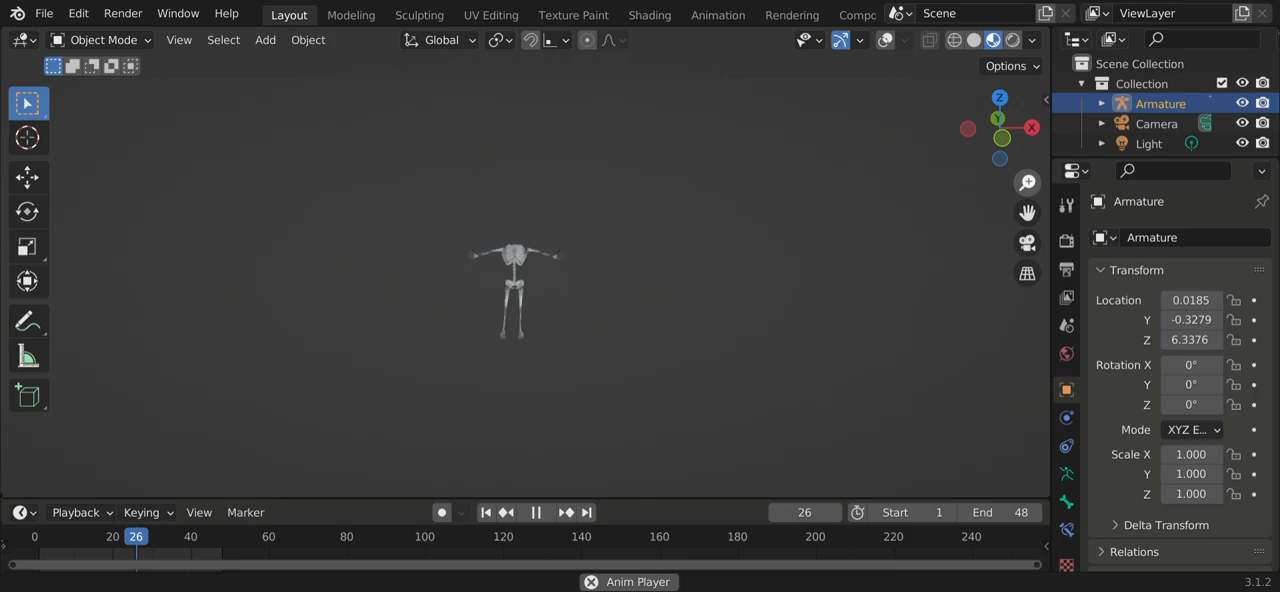 File Edit Render Window Help Layout Modeling Sculpting UV Editing Texture Paint Shading Animation Rendering Compo Scene ViewLayer
Object Mode View Select Add Object Global
Options
Z
Y
X
Scene Collection
Collection
Armature
Camera
Light
Armature
Armature
Transform
Location 0.0185
Y -0.3279
Z 6.3376
Rotation X 0°
Y 0°
Z 0°
Mode XYZ E...
Scale X 1.000
Y 1.000
Z 1.000
Delta Transform
Relations
Playback Keying View Marker 26 Start 1 End 48
0 20 26 40 60 80 100 120 140 160 180 200 220 240
Anim Player
3.1.2